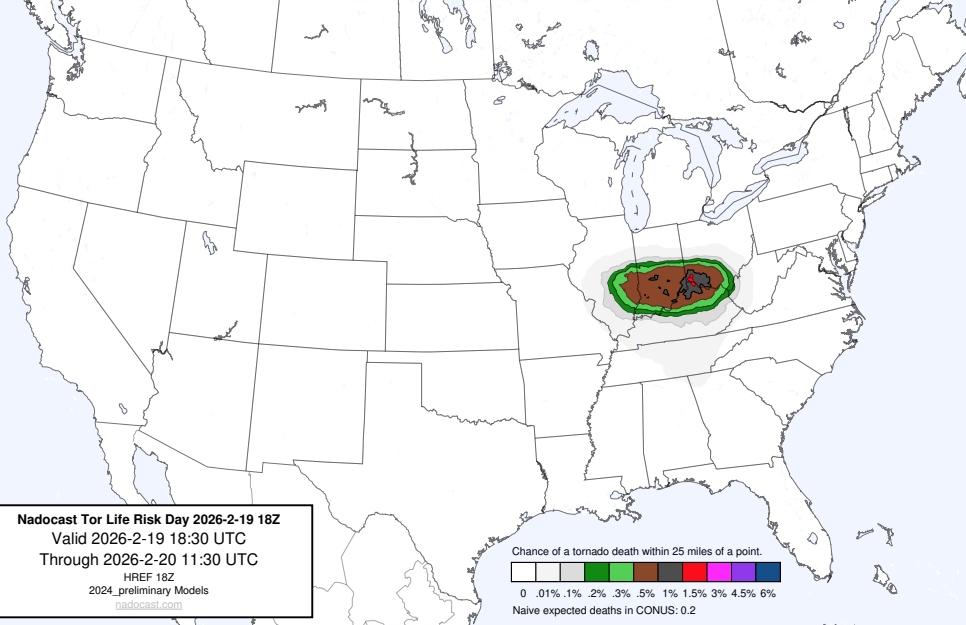 Nadocast Tor Life Risk Day 2026-2-19 18Z
Valid 2026-2-19 18:30 UTC
Through 2026-2-20 11:30 UTC
HREF 18Z
2024_preliminary Models
nadocast.com
Chance of a tornado death within 25 miles of a point.
0 .01% .1% .2% .3% .5% 1% 1.5% 3% 4.5% 6%
Naive expected deaths in CONUS: 0.2